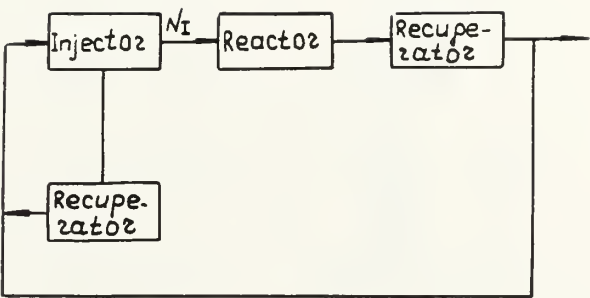 Injector
N_I
Reactor
Recupe-
rator
Recupe-
rator